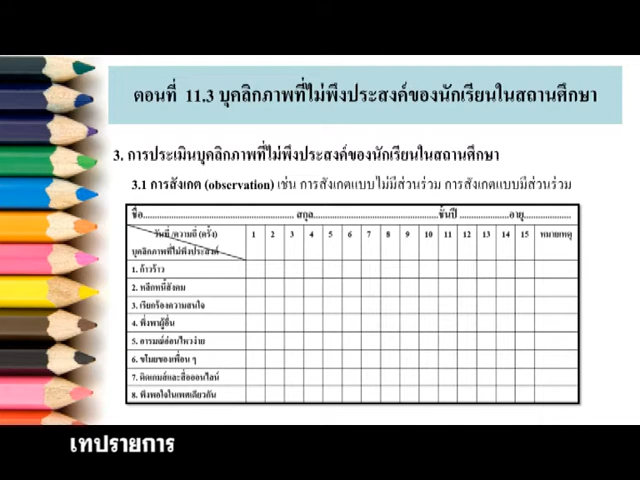 ตอนที่ 11.3 บุคลิกภาพที่ไม่พึงประสงค์ของนักเรียนในสถานศึกษา
3. การประเมินบุคลิกภาพที่ไม่พึงประสงค์ของนักเรียนในสถานศึกษา
3.1 การสังเกต (observation) เช่น การสังเกตแบบไม่มีส่วนร่วม การสังเกตแบบมีส่วนร่วม
ชื่อ.................................................. สกุล..........................................ชั้นปี .................อายุ...............
วันที่ /ความถี่ (ครั้ง) 1 2 3 4 5 6 7 8 9 10 11 12 13 14 15 หมายเหตุ
บุคลิกภาพที่ไม่พึงประสงค์
1. ก้าวร้าว
2. หลีกหนีสังคม
3. เรียกร้องความสนใจ
4. พึ่งพาผู้อื่น
5. อารมณ์อ่อนไหวง่าย
6. ขโมยของเพื่อน ๆ
7. ติดเกมส์และสื่อออนไลน์
8. พึงพอใจในเพศเดียวกัน
เทปรายการ